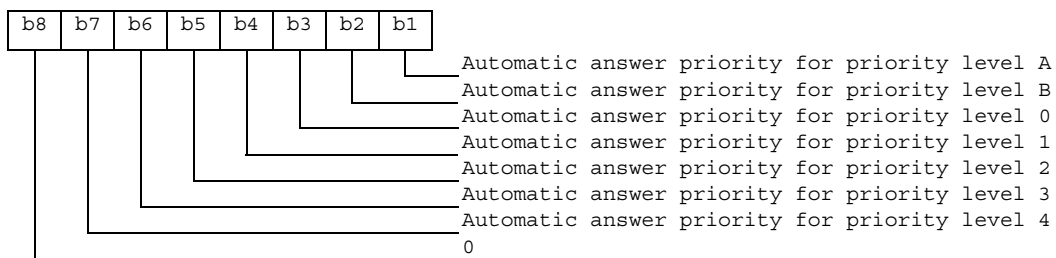 b8 b7 b6 b5 b4 b3 b2 b1
Automatic answer priority for priority level A
Automatic answer priority for priority level B
Automatic answer priority for priority level 0
Automatic answer priority for priority level 1
Automatic answer priority for priority level 2
Automatic answer priority for priority level 3
Automatic answer priority for priority level 4
0